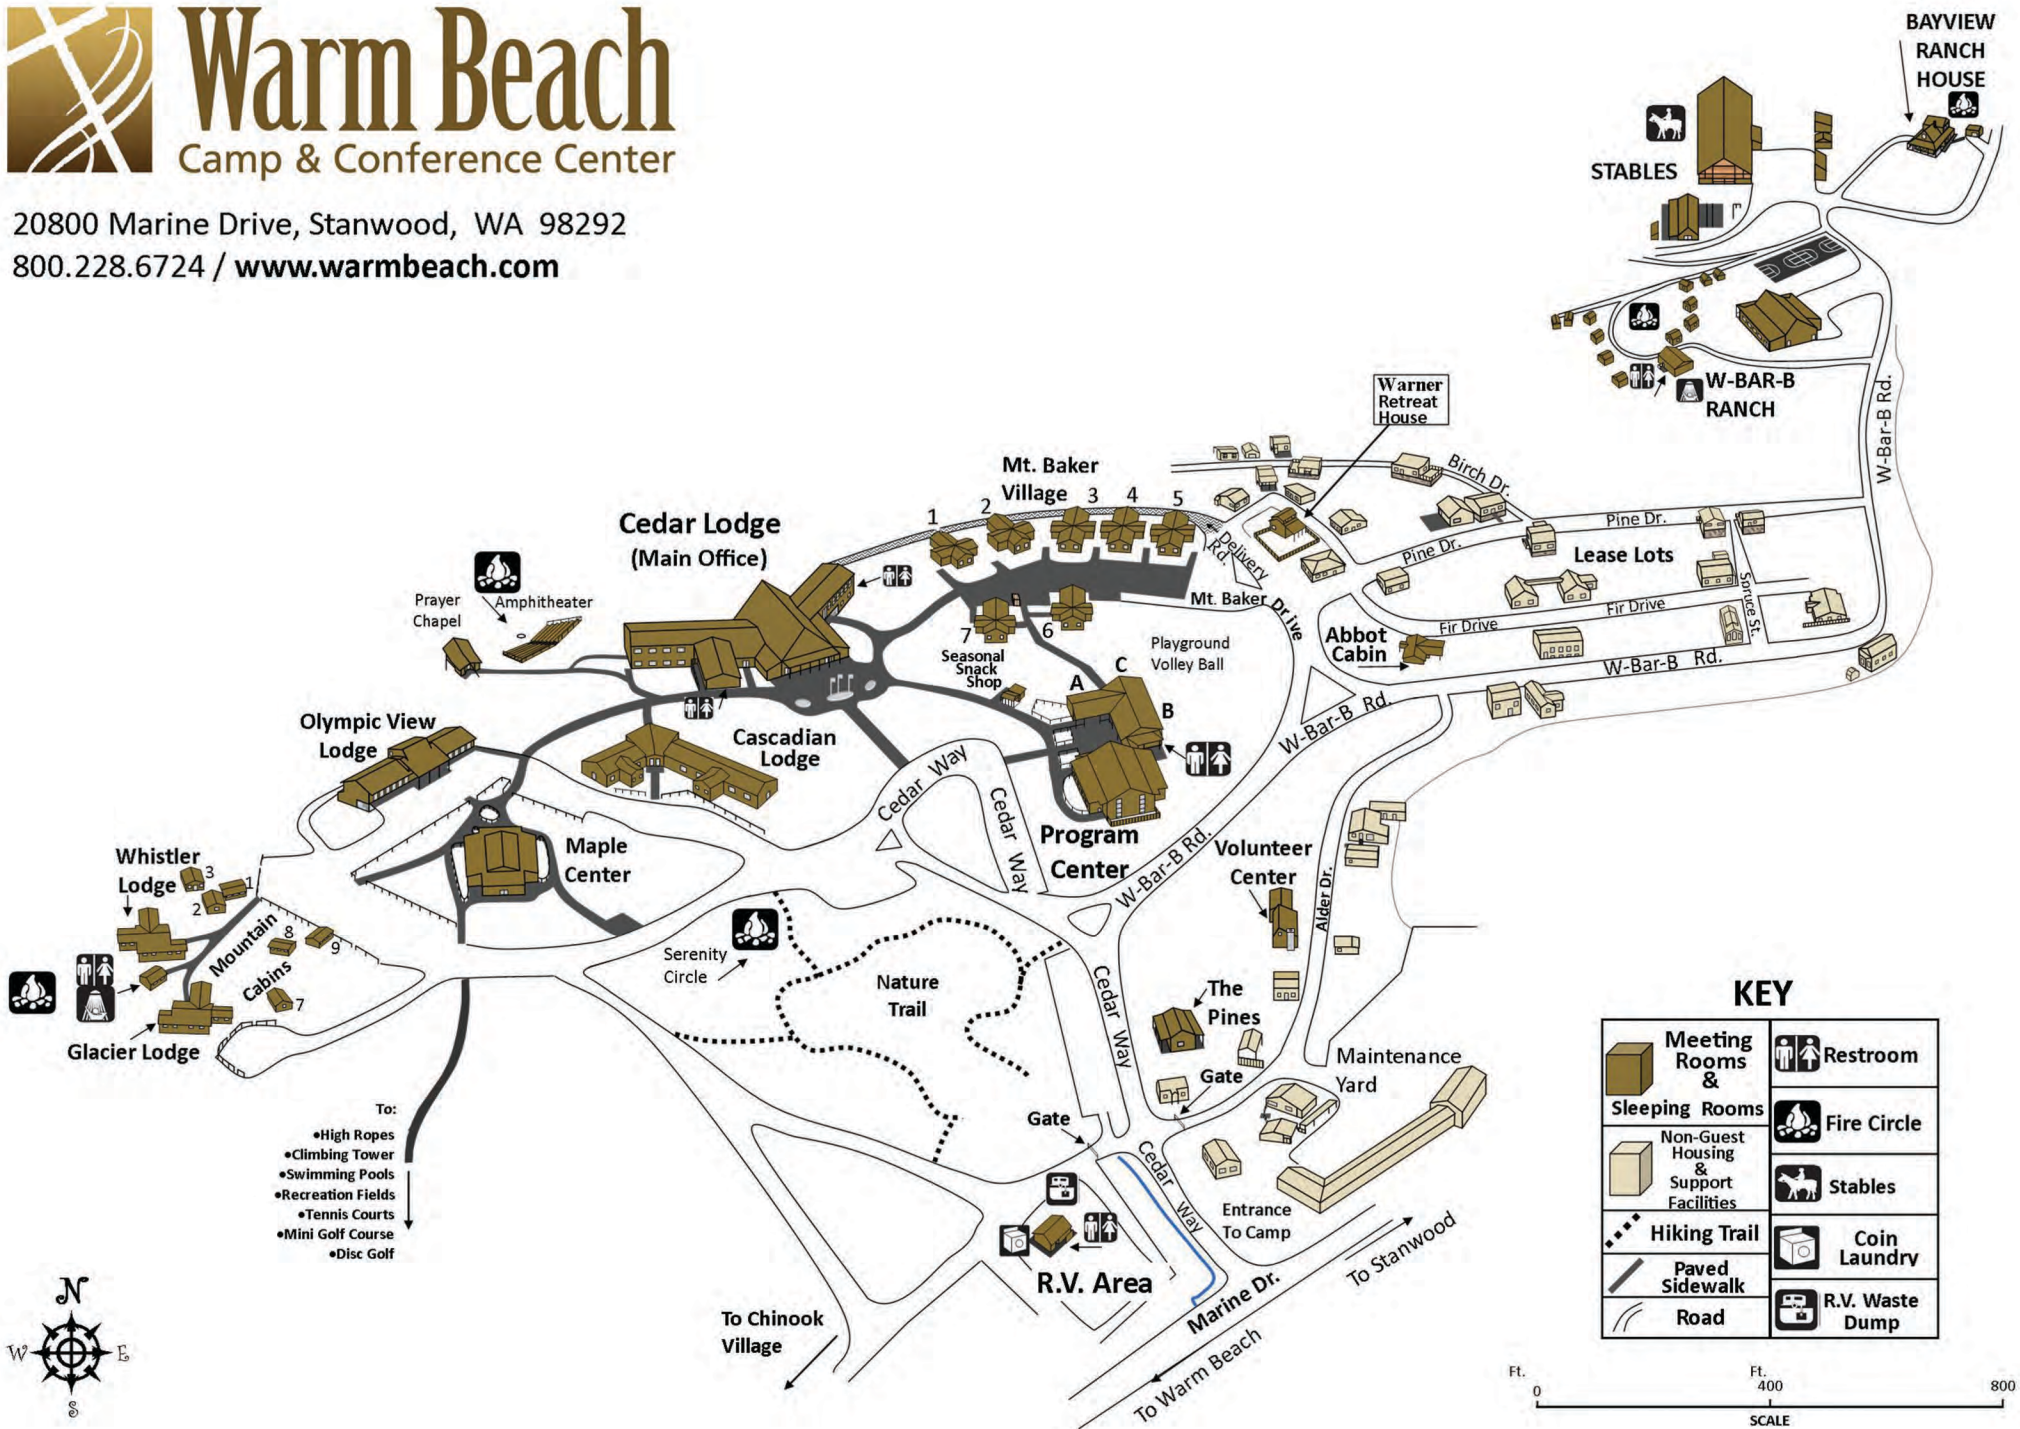 Warm Beach
Camp & Conference Center
20800 Marine Drive, Stanwood, WA 98292
800.228.6724 / www.warmbeach.com
BAYVIEW
RANCH
HOUSE
STABLES
W-BAR-B
RANCH
W-Bar-B Rd.
Warner
Retreat
House
Birch Dr.
Pine Dr.
Pine Dr.
Lease Lots
Spruce St.
Fir Drive
Fir Drive
W-Bar-B Rd.
Abbot
Cabin
Mt. Baker
Village
1
2
3
4
5
6
7
Delivery
Rd.
Mt. Baker Drive
Playground
Volley Ball
Cedar Lodge
(Main Office)
Prayer
Chapel
Amphitheater
Seasonal
Snack
Shop
A
C
B
Program
Center
W-Bar-B Rd.
W-Bar-B Rd.
Olympic View
Lodge
Cascadian
Lodge
Cedar Way
Cedar Way
Maple
Center
Whistler
Lodge
3
1
2
Mountain
Cabins
8
9
7
Glacier Lodge
Serenity
Circle
Nature
Trail
Cedar Way
Volunteer
Center
Alder Dr.
The
Pines
Gate
Maintenance
Yard
Gate
Cedar Way
Entrance
To Camp
R.V. Area
Marine Dr.
To Stanwood
To Warm Beach
To Chinook
Village
To:
•High Ropes
•Climbing Tower
•Swimming Pools
•Recreation Fields
•Tennis Courts
•Mini Golf Course
•Disc Golf
N
W
E
S
KEY
Meeting
Rooms
&
Sleeping Rooms
Non-Guest
Housing
&
Support
Facilities
Hiking Trail
Paved
Sidewalk
Road
Restroom
Fire Circle
Stables
Coin
Laundry
R.V. Waste
Dump
Ft.
0
Ft.
400
800
SCALE